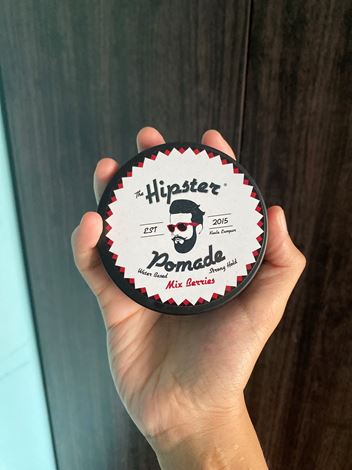 The Hipster®
EST 2015
Kuala Lumpur
Pomade
Water Based Strong Hold
Mix Berries